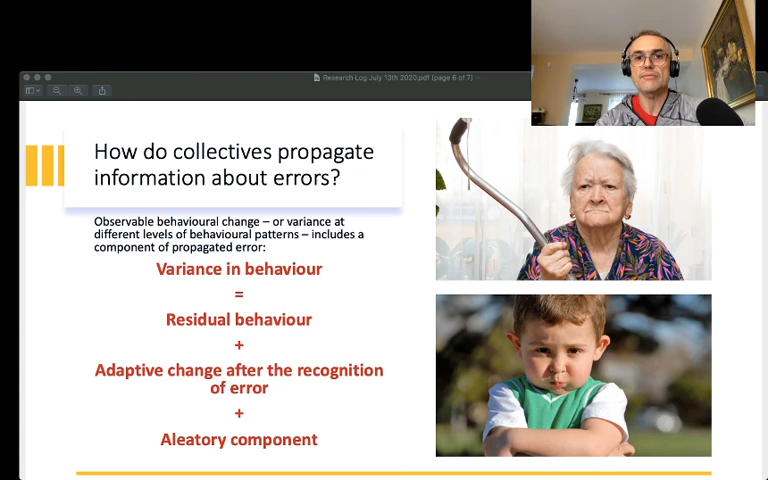 Research Log July 13th 2020.pdf (page 6 of 7)
How do collectives propagate
information about errors?
Observable behavioural change – or variance at
different levels of behavioural patterns – includes a
component of propagated error:
Variance in behaviour
=
Residual behaviour
+
Adaptive change after the recognition
of error
+
Aleatory component